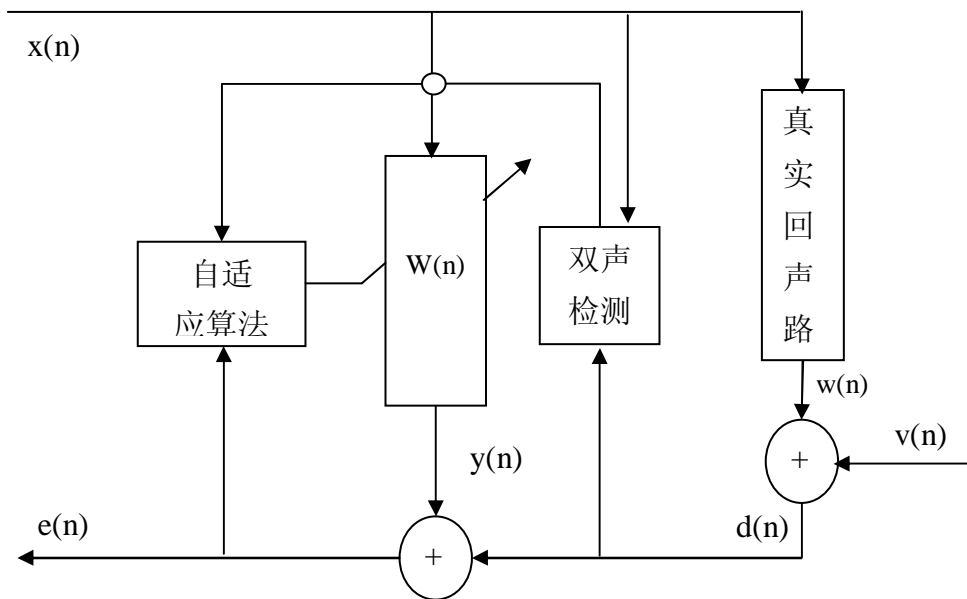 x(n)
真
实
回
声
路
W(n)
双声
检测
自适
应算法
w(n)
v(n)
y(n)
+
e(n)
d(n)
+